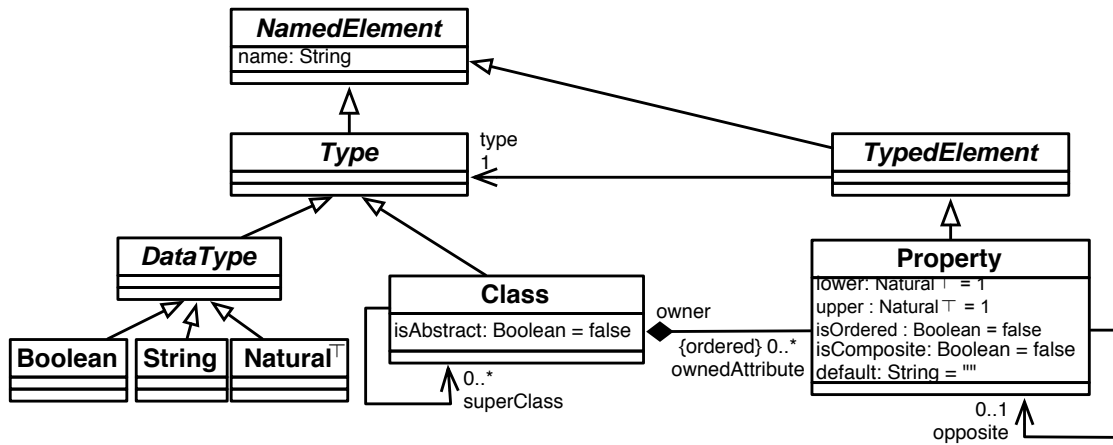 NamedElement
name: String
Type
type
1
TypedElement
DataType
Boolean
String
Natural⊤
Class
isAbstract: Boolean = false
0..*
superClass
owner
{ordered} 0..*
ownedAttribute
Property
lower: Natural⊤ = 1
upper : Natural⊤ = 1
isOrdered : Boolean = false
isComposite: Boolean = false
default: String = ""
0..1
opposite